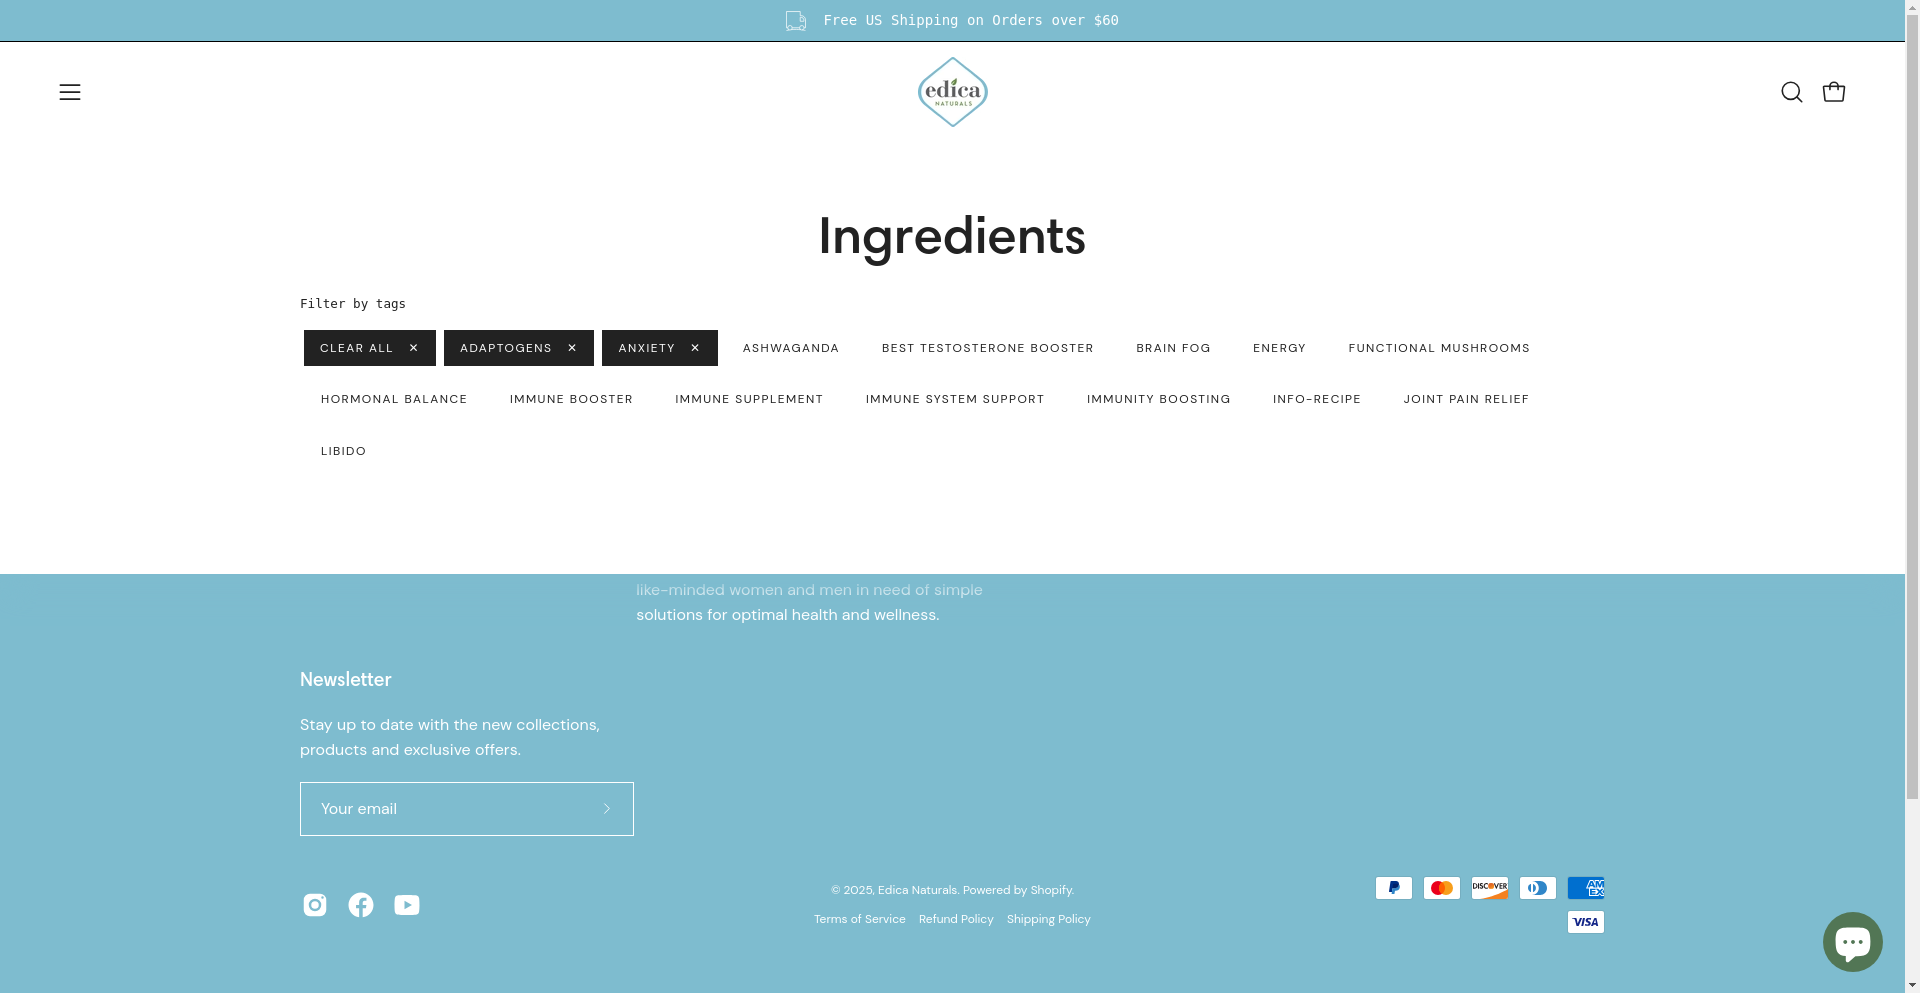 Free US Shipping on Orders over $60
edica
NATURALS
Ingredients
Filter by tags
CLEAR ALL ✕ ADAPTOGENS ✕ ANXIETY ✕ ASHWAGANDA BEST TESTOSTERONE BOOSTER BRAIN FOG ENERGY FUNCTIONAL MUSHROOMS
HORMONAL BALANCE IMMUNE BOOSTER IMMUNE SUPPLEMENT IMMUNE SYSTEM SUPPORT IMMUNITY BOOSTING INFO-RECIPE JOINT PAIN RELIEF
LIBIDO
like-minded women and men in need of simple
solutions for optimal health and wellness.
Newsletter
Stay up to date with the new collections,
products and exclusive offers.
Your email
© 2025, Edica Naturals. Powered by Shopify.
Terms of Service Refund Policy Shipping Policy
DISCOVER
AM
EX
VISA